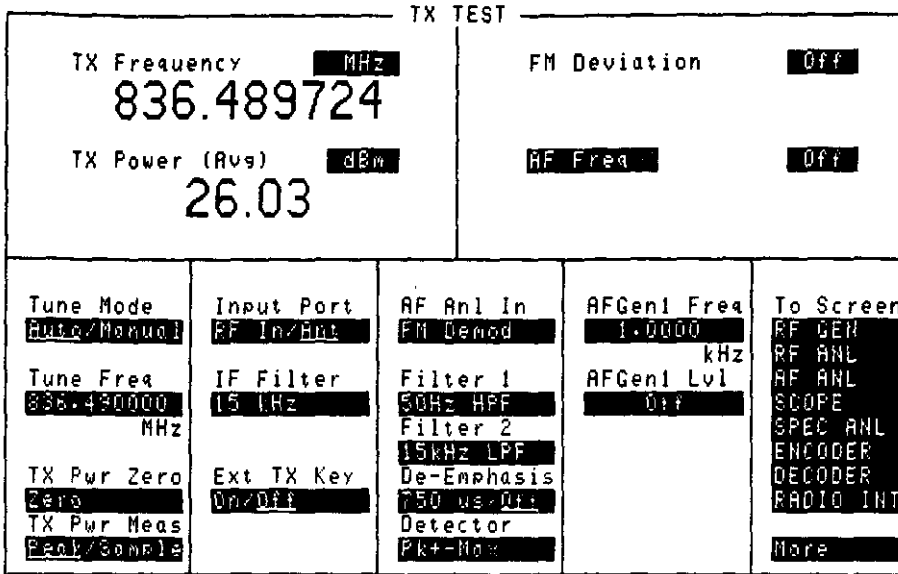 TX TEST
TX Frequency MHz
836.489724
TX Power (Avg) dBm
26.03
FM Deviation Off
AF Freq Off
Tune Mode
Auto/Manual
Tune Freq
836.490000
MHz
TX Pwr Zero
Zero
TX Pwr Meas
Peak/Sample
Input Port
RF In/Ant
IF Filter
15 kHz
Ext TX Key
On/Off
AF Anl In
FM Demod
Filter 1
50Hz HPF
Filter 2
15kHz LPF
De-Emphasis
750 us/Off
Detector
Pk+-Max
AFGen1 Freq
1.0000
kHz
AFGen1 Lvl
Off
To Screen
RF GEN
RF ANL
AF ANL
SCOPE
SPEC ANL
ENCODER
DECODER
RADIO INT
More